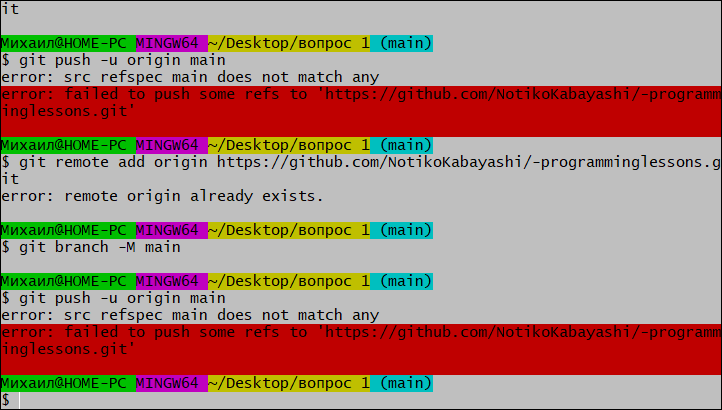 it
Михаил@HOME-PC MINGW64 ~/Desktop/вопрос 1 (main)
$ git push -u origin main
error: src refspec main does not match any
error: failed to push some refs to 'https://github.com/NotikoKabayashi/-programm
inglessons.git'
Михаил@HOME-PC MINGW64 ~/Desktop/вопрос 1 (main)
$ git remote add origin https://github.com/NotikoKabayashi/-programminglessons.g
it
error: remote origin already exists.
Михаил@HOME-PC MINGW64 ~/Desktop/вопрос 1 (main)
$ git branch -M main
Михаил@HOME-PC MINGW64 ~/Desktop/вопрос 1 (main)
$ git push -u origin main
error: src refspec main does not match any
error: failed to push some refs to 'https://github.com/NotikoKabayashi/-programm
inglessons.git'
Михаил@HOME-PC MINGW64 ~/Desktop/вопрос 1 (main)
$